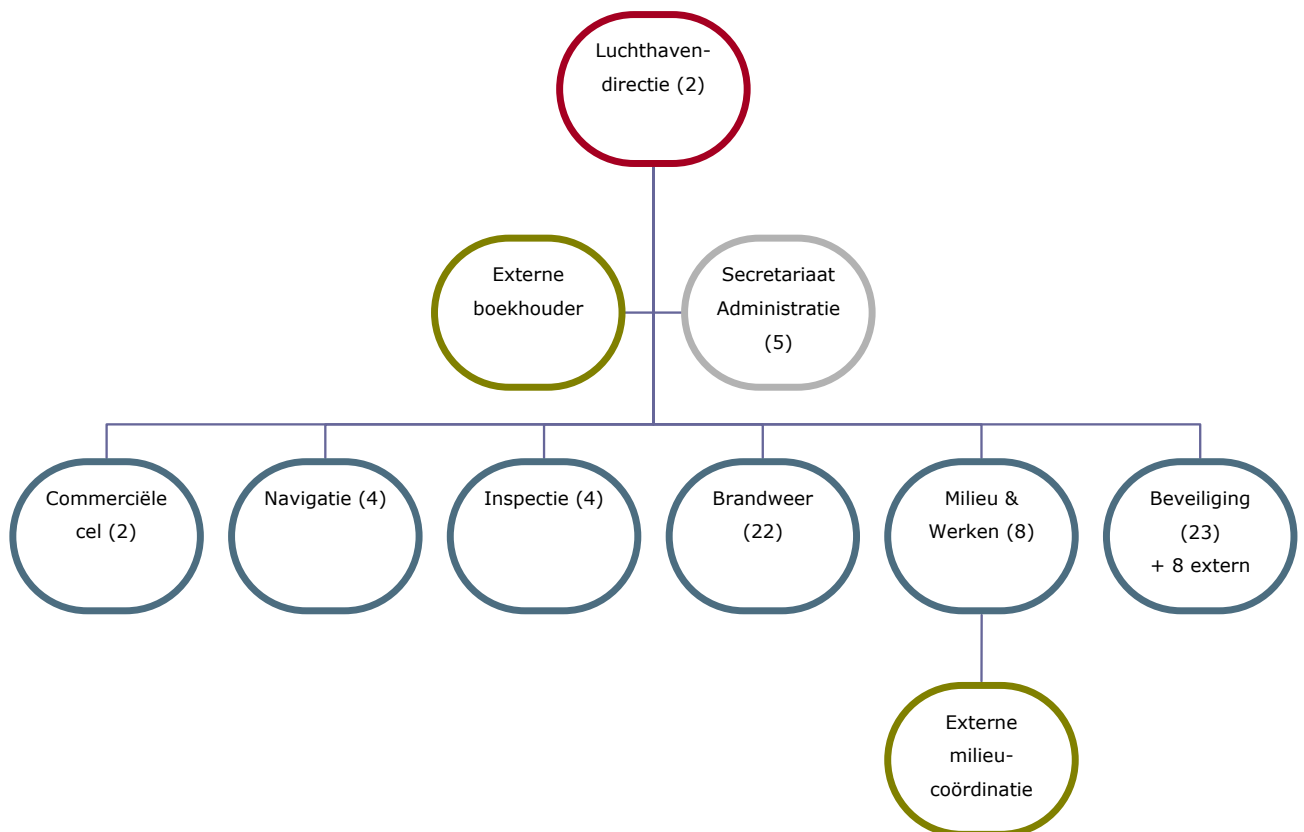 Luchthaven-
directie (2)
Externe
boekhouder
Secretariaat
Administratie
(5)
Commerciële
cel (2)
Navigatie (4)
Inspectie (4)
Brandweer
(22)
Milieu &
Werken (8)
Beveiliging
(23)
+ 8 extern
Externe
milieu-
coördinatie